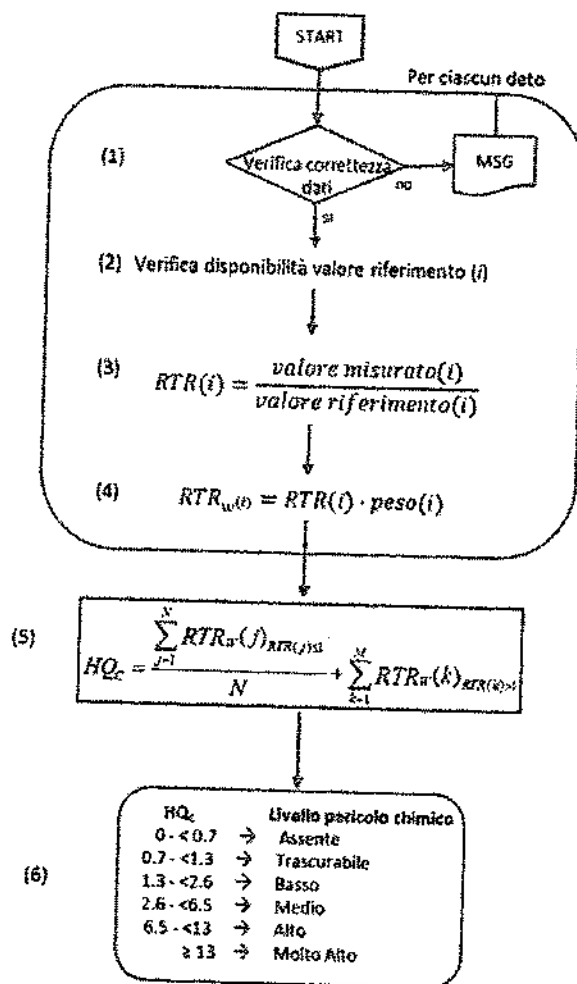 START
Per ciascun deto
(1)
Verifica correttezza
dati
no
MSG
si
(2) Verifica disponibilità valore riferimento (i)
(3) RTR(i) = valore misurato(i) / valore riferimento(i)
(4) RTR_w(i) = RTR(i) · peso(i)
(5) HQ_C = ∑_{j=1}^{N} RTR_W(j)_{RTR(j)≤1} / N + ∑_{k=1}^{M} RTR_W(k)_{RTR(k)>1}
(6)
HQ_C Livello pericolo chimico
0 - <0.7 → Assente
0.7 - <1.3 → Trascurabile
1.3 - <2.6 → Basso
2.6 - <6.5 → Medio
6.5 - <13 → Alto
≥ 13 → Molto Alto